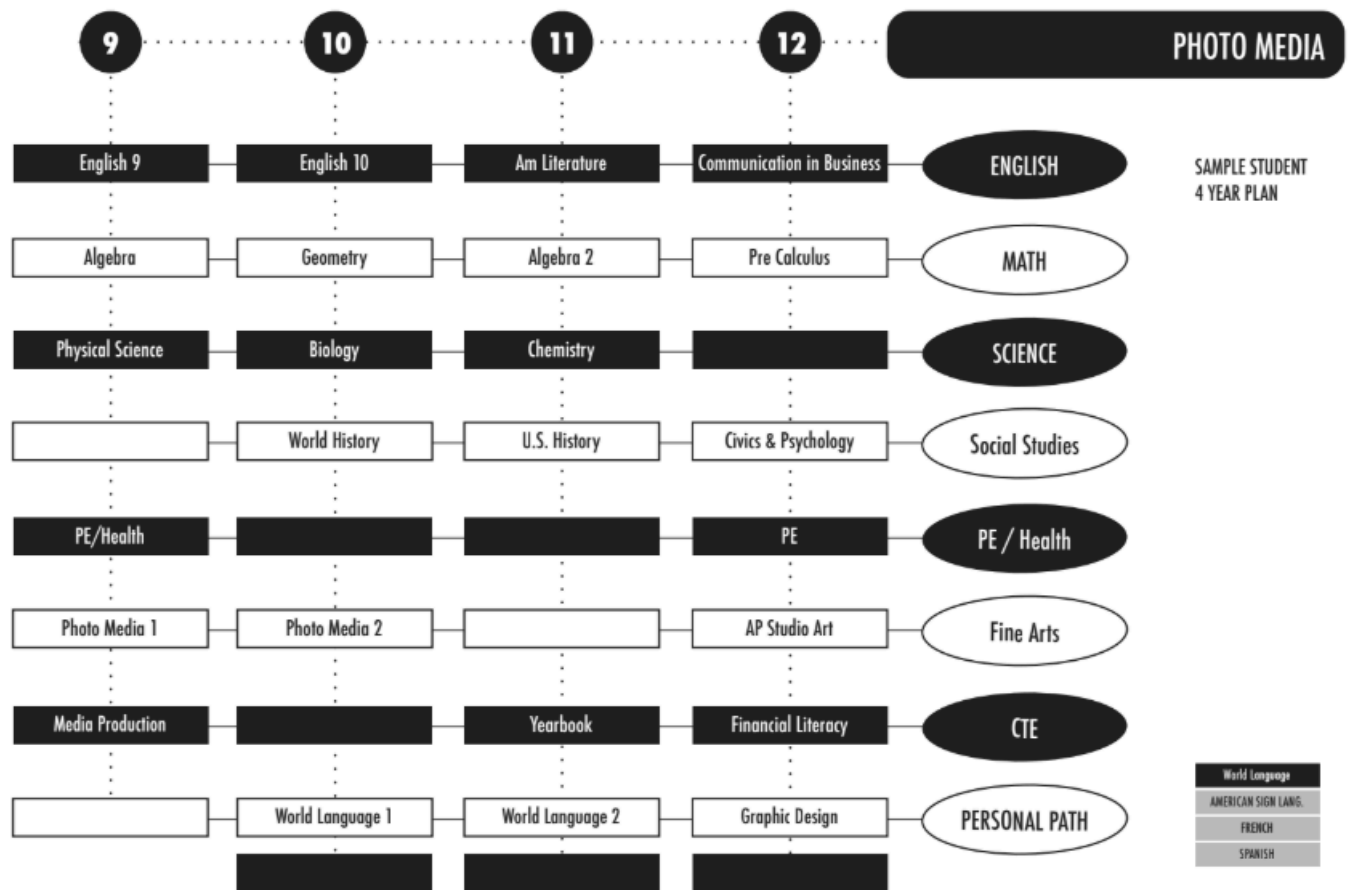 9
10
11
12
PHOTO MEDIA
English 9
English 10
Am Literature
Communication in Business
ENGLISH
SAMPLE STUDENT
4 YEAR PLAN
Algebra
Geometry
Algebra 2
Pre Calculus
MATH
Physical Science
Biology
Chemistry
SCIENCE
World History
U.S. History
Civics & Psychology
Social Studies
PE/Health
PE
PE / Health
Photo Media 1
Photo Media 2
AP Studio Art
Fine Arts
Media Production
Yearbook
Financial Literacy
CTE
World Language 1
World Language 2
Graphic Design
PERSONAL PATH
World Language
AMERICAN SIGN LANG.
FRENCH
SPANISH